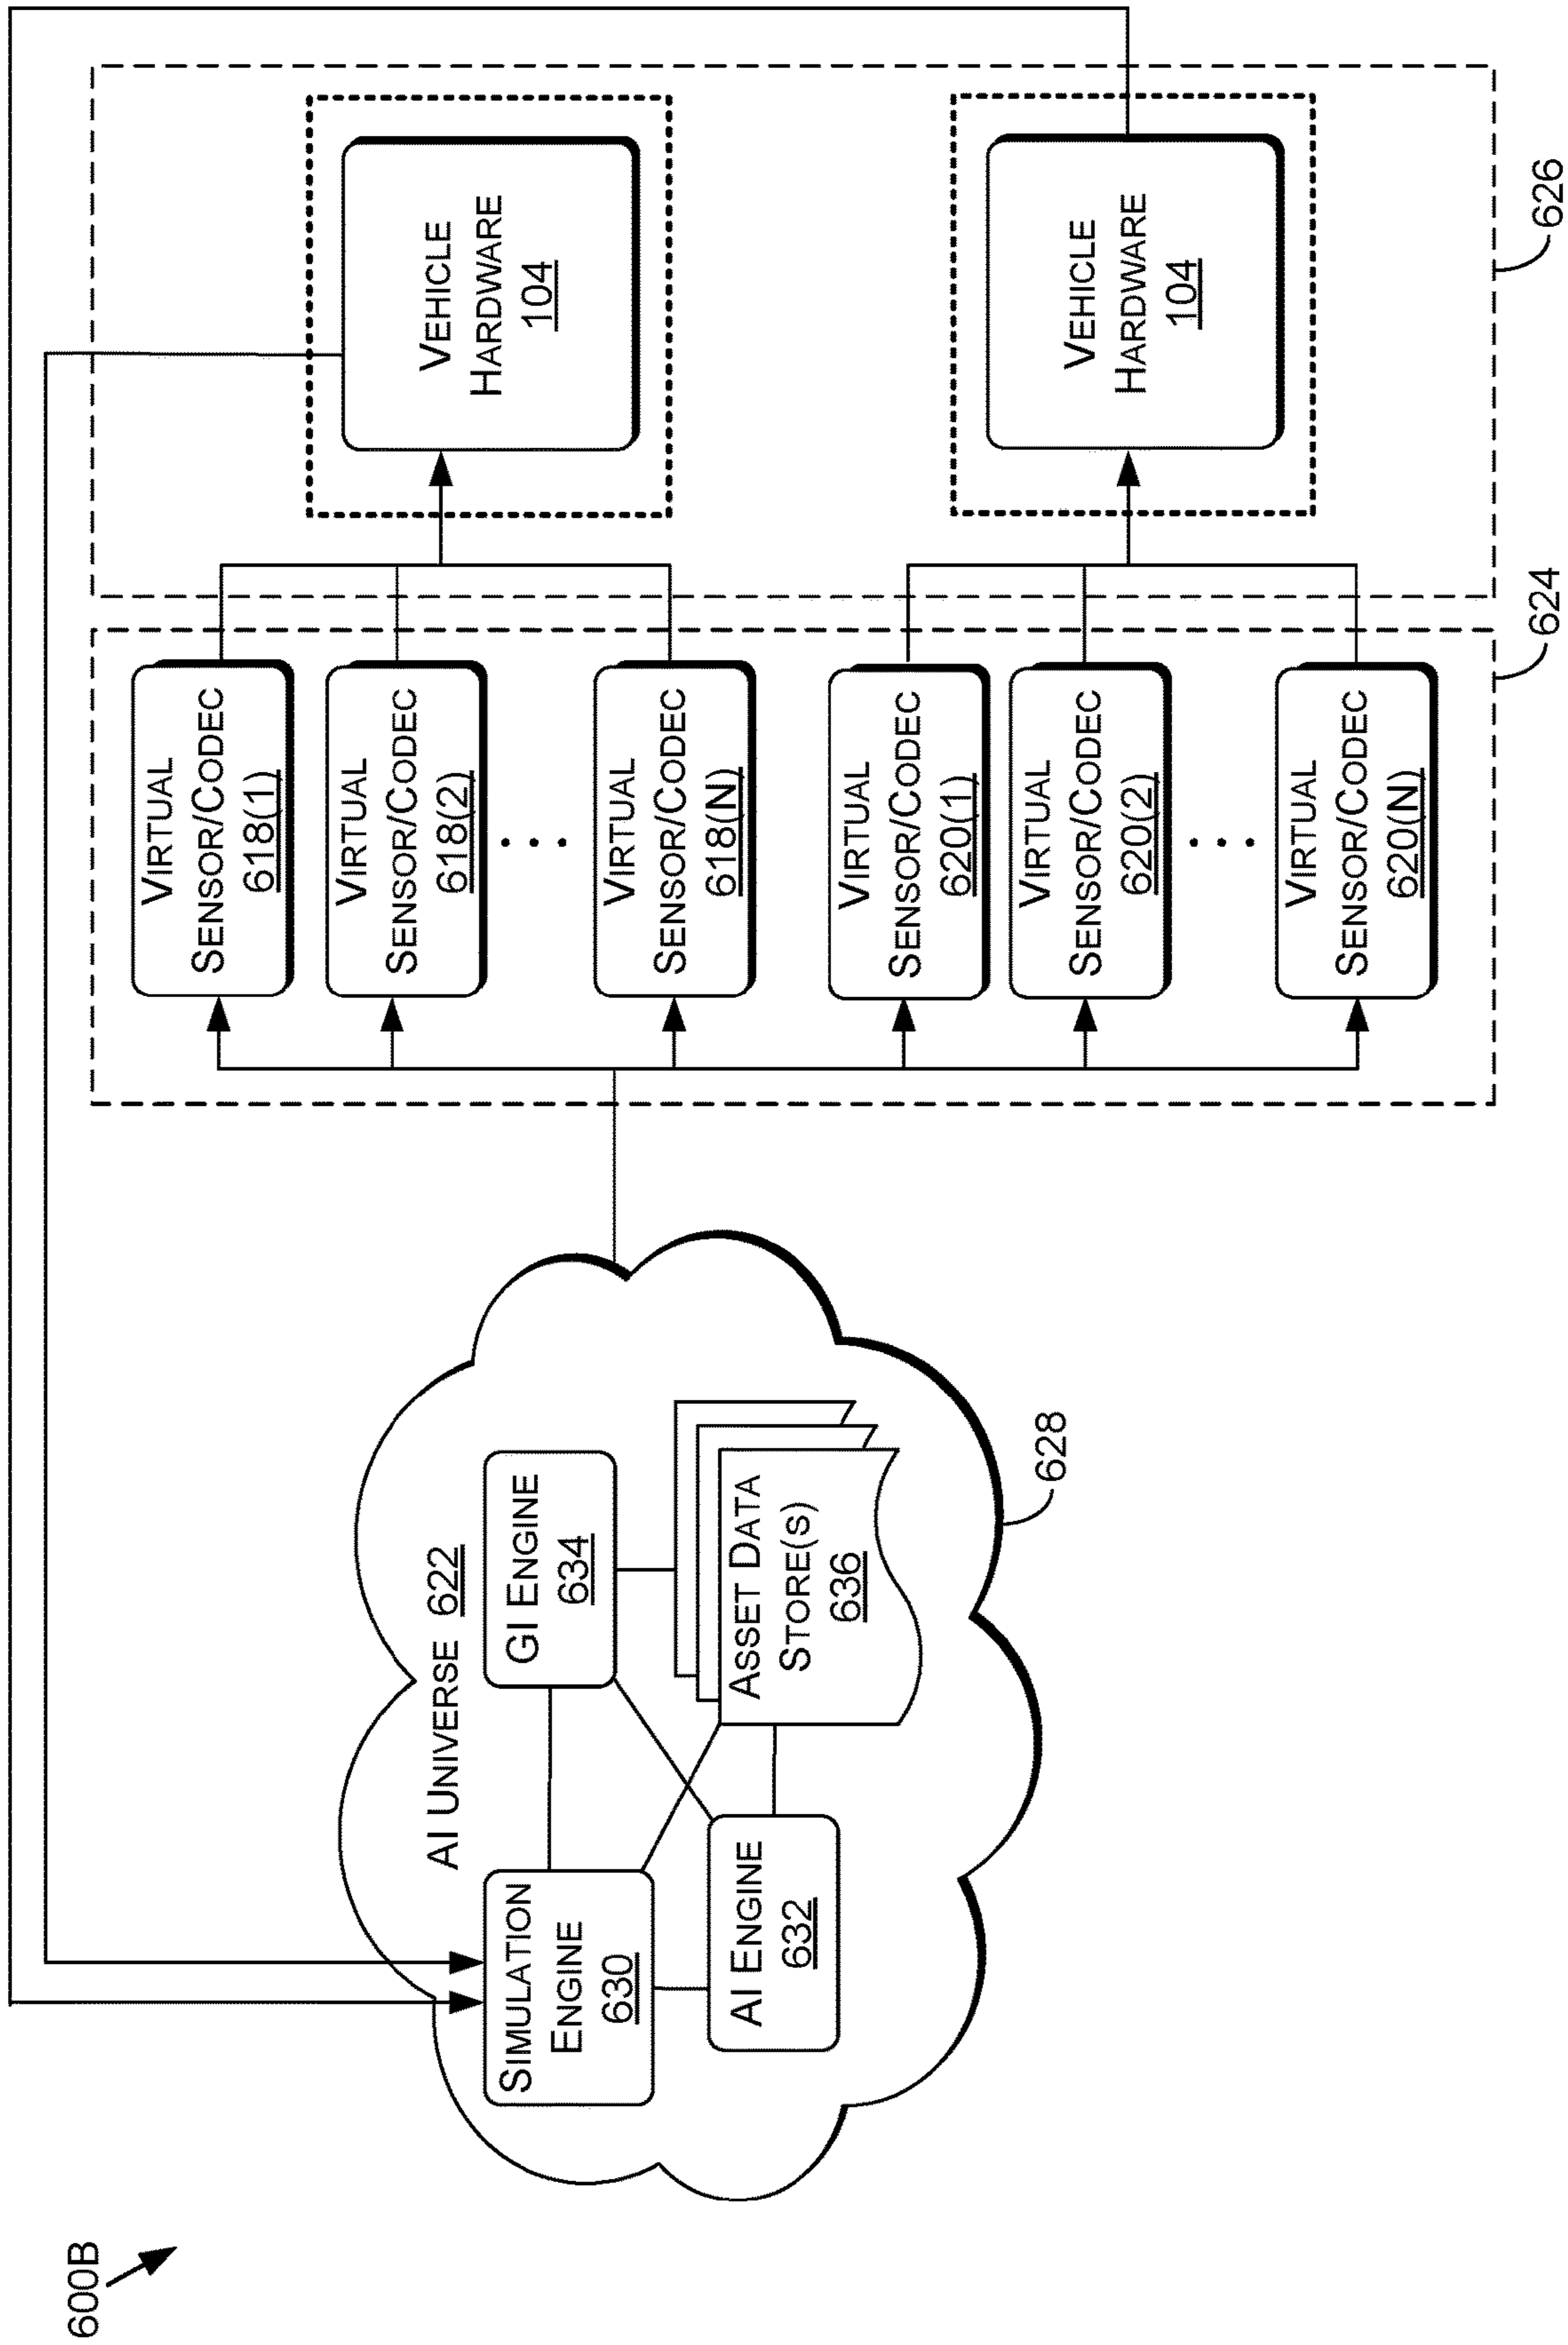 600B
AI UNIVERSE 622
SIMULATION
ENGINE
630
GI ENGINE
634
AI ENGINE
632
ASSET DATA
STORE(S)
636
628
VIRTUAL
SENSOR/CODEC
618(1)
VIRTUAL
SENSOR/CODEC
618(2)
• • •
VIRTUAL
SENSOR/CODEC
618(N)
VIRTUAL
SENSOR/CODEC
620(1)
VIRTUAL
SENSOR/CODEC
620(2)
• • •
VIRTUAL
SENSOR/CODEC
620(N)
624
VEHICLE
HARDWARE
104
VEHICLE
HARDWARE
104
626